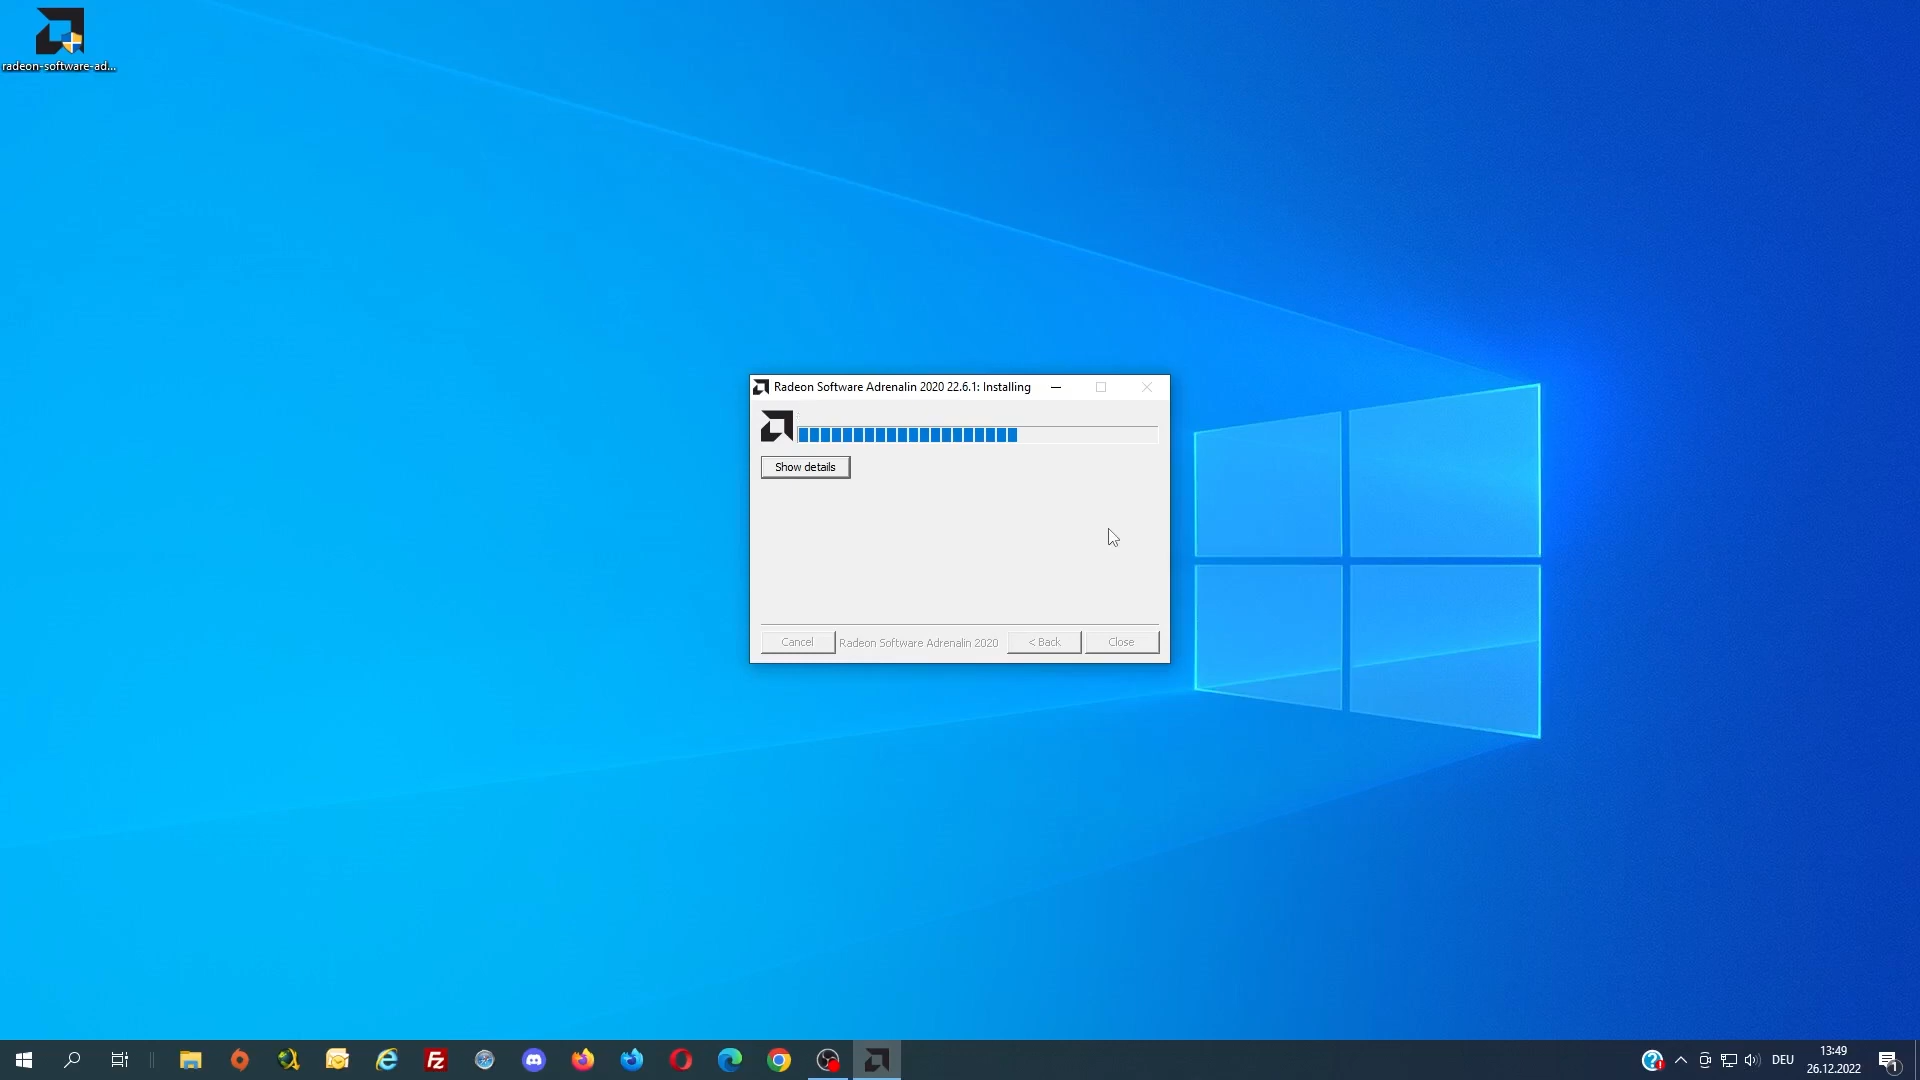 radeon-software-ad...
Radeon Software Adrenalin 2020 22.6.1: Installing
Show details
Cancel
Radeon Software Adrenalin 2020
< Back
Close
DEU
13:49
26.12.2022
1